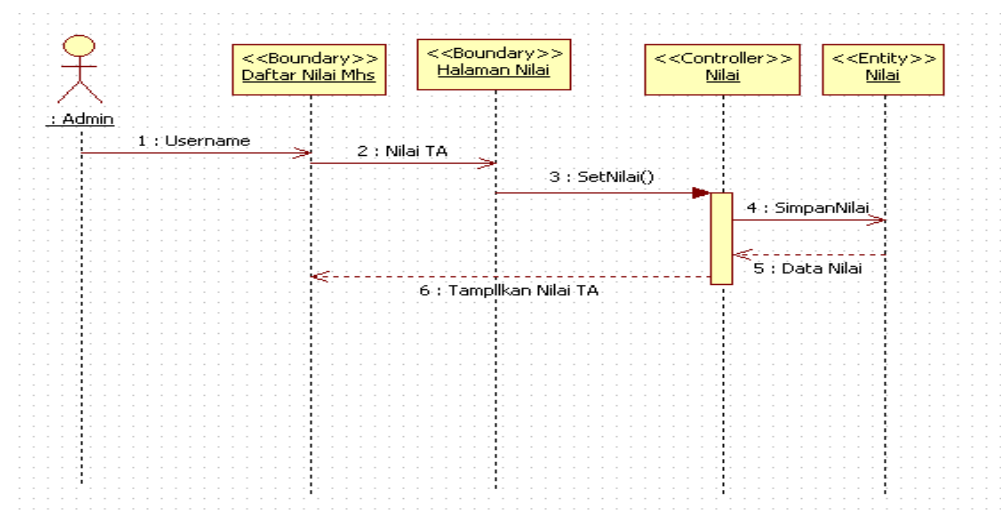 <<Boundary>>
Daftar Nilai Mhs
<<Boundary>>
Halaman Nilai
<<Controller>>
Nilai
<<Entity>>
Nilai
: Admin
1 : Username
2 : Nilai TA
3 : SetNilai()
4 : SimpanNilai
5 : Data Nilai
6 : Tampllkan Nilai TA